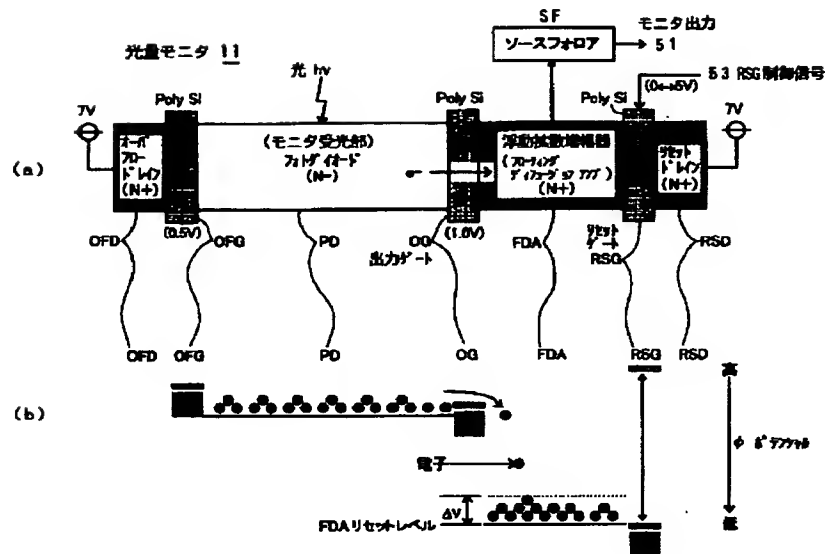 SF
ソースフォロア
モニタ出力
51
光量モニタ 11
光 hν
53 RSG制御信号
(0↔5V)
Poly Si
Poly Si
Poly Si
7V
7V
(a)
オーバ
フロー
ドレイン
(N+)
(モニタ受光部)
フォトダイオード
(N-)
浮動拡散増幅器
(フローティング
ディフュージョンアンプ)
(N+)
リセット
ドレイン
(N+)
(0.5V)
(1.0V)
OFD
OFG
PD
OG
出力ゲート
FDA
リセット
ゲート
RSG
RSD
OFD
OFG
PD
OG
FDA
RSG
RSD
(b)
高
電子
φ ポテンシャル
ΔV
FDAリセットレベル
低